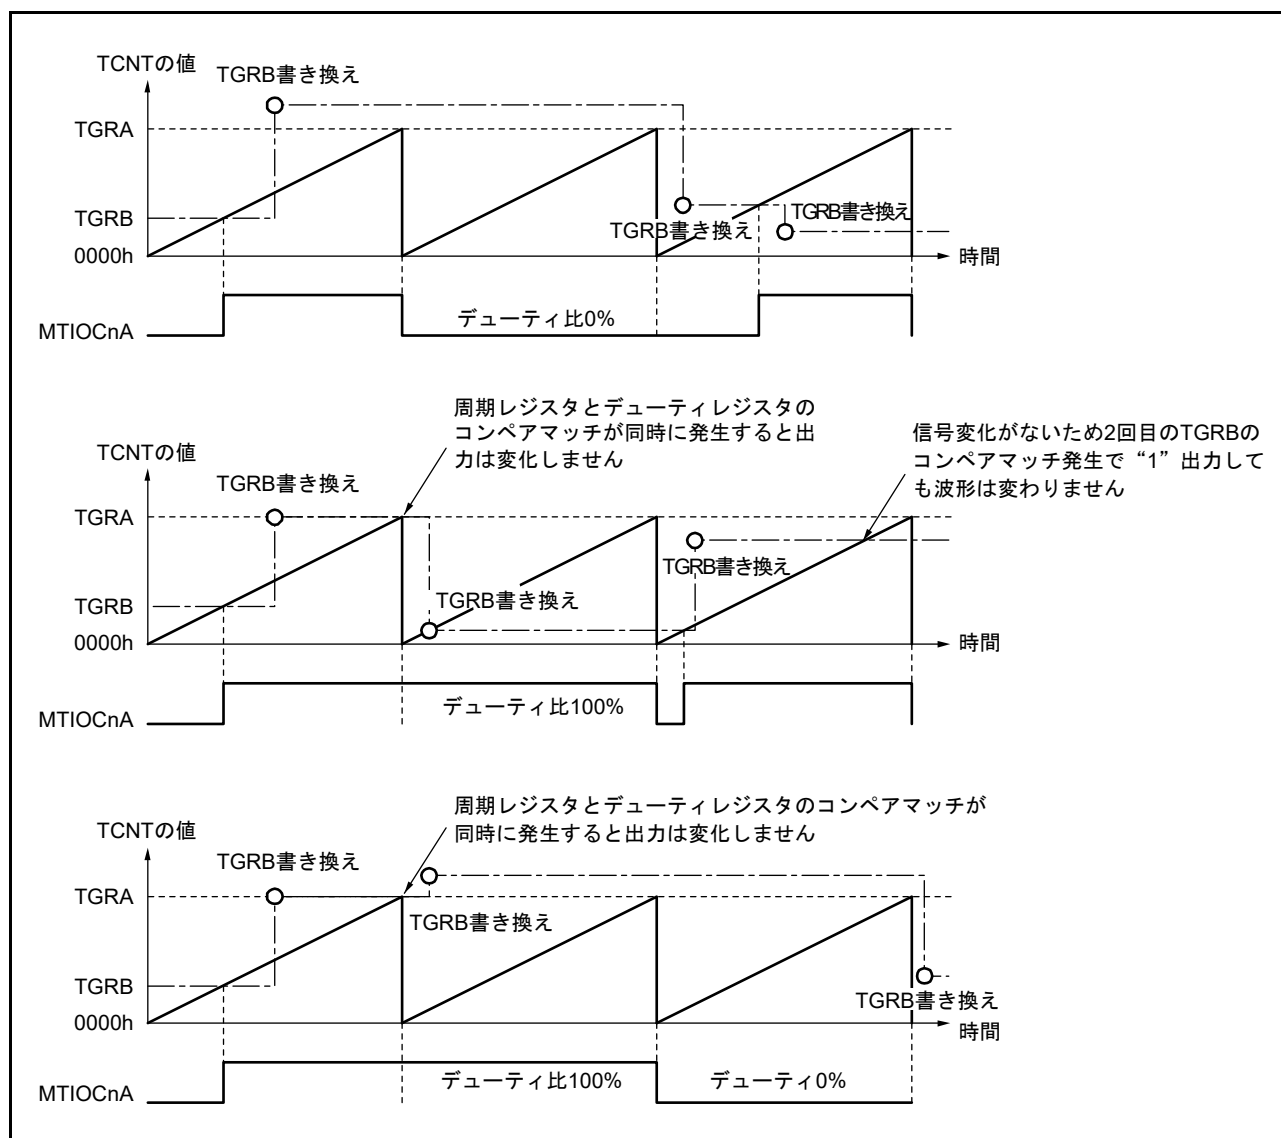 TCNTの値
TGRB書き換え
TGRA
TGRB
TGRB書き換え
TGRB書き換え
0000h
時間
デューティ比0%
MTIOCnA
周期レジスタとデューティレジスタの
コンペアマッチが同時に発生すると出
力は変化しません
信号変化がないため2回目のTGRBの
コンペアマッチ発生で“1”出力して
も波形は変わりません
TCNTの値
TGRB書き換え
TGRA
TGRB書き換え
TGRB書き換え
TGRB
0000h
時間
デューティ比100%
MTIOCnA
周期レジスタとデューティレジスタのコンペアマッチが
同時に発生すると出力は変化しません
TCNTの値
TGRB書き換え
TGRA
TGRB書き換え
TGRB
TGRB書き換え
0000h
時間
デューティ比100%
デューティ0%
MTIOCnA